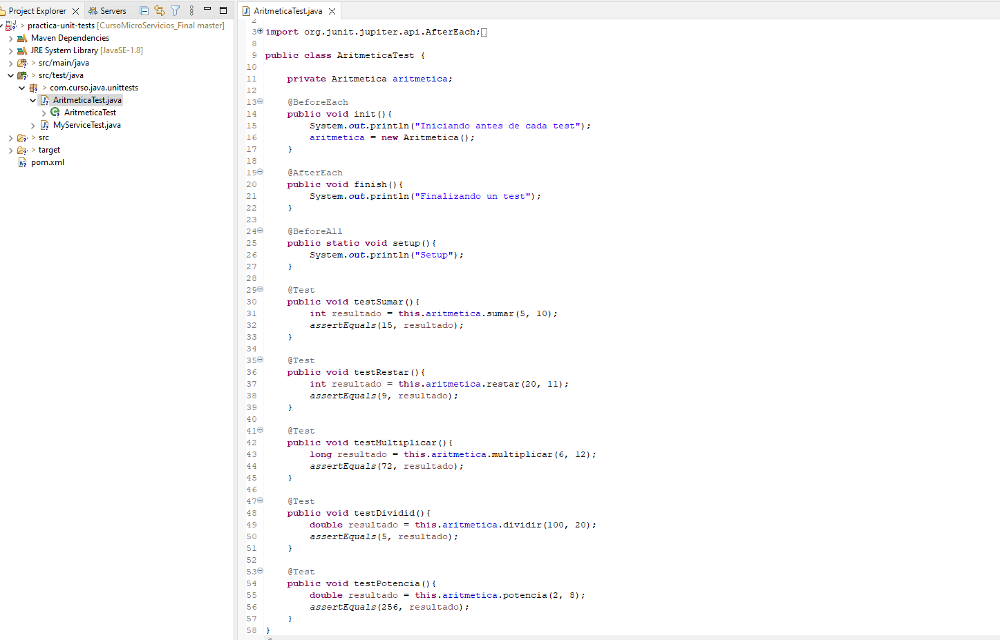 Project Explorer
Servers
> practica-unit-tests [CursoMicroServicios_Final master]
Maven Dependencies
JRE System Library [JavaSE-1.8]
> src/main/java
> src/test/java
> com.curso.java.unittests
AritmeticaTest.java
AritmeticaTest
MyServiceTest.java
> src
> target
pom.xml
AritmeticaTest.java
2
3 import org.junit.jupiter.api.AfterEach;
8
9 public class AritmeticaTest {
10
11 private Aritmetica aritmetica;
12
13 @BeforeEach
14 public void init(){
15 System.out.println("Iniciando antes de cada test");
16 aritmetica = new Aritmetica();
17 }
18
19 @AfterEach
20 public void finish(){
21 System.out.println("Finalizando un test");
22 }
23
24 @BeforeAll
25 public static void setup(){
26 System.out.println("Setup");
27 }
28
29 @Test
30 public void testSumar(){
31 int resultado = this.aritmetica.sumar(5, 10);
32 assertEquals(15, resultado);
33 }
34
35 @Test
36 public void testRestar(){
37 int resultado = this.aritmetica.restar(20, 11);
38 assertEquals(9, resultado);
39 }
40
41 @Test
42 public void testMultiplicar(){
43 long resultado = this.aritmetica.multiplicar(6, 12);
44 assertEquals(72, resultado);
45 }
46
47 @Test
48 public void testDividid(){
49 double resultado = this.aritmetica.dividir(100, 20);
50 assertEquals(5, resultado);
51 }
52
53 @Test
54 public void testPotencia(){
55 double resultado = this.aritmetica.potencia(2, 8);
56 assertEquals(256, resultado);
57 }
58 }